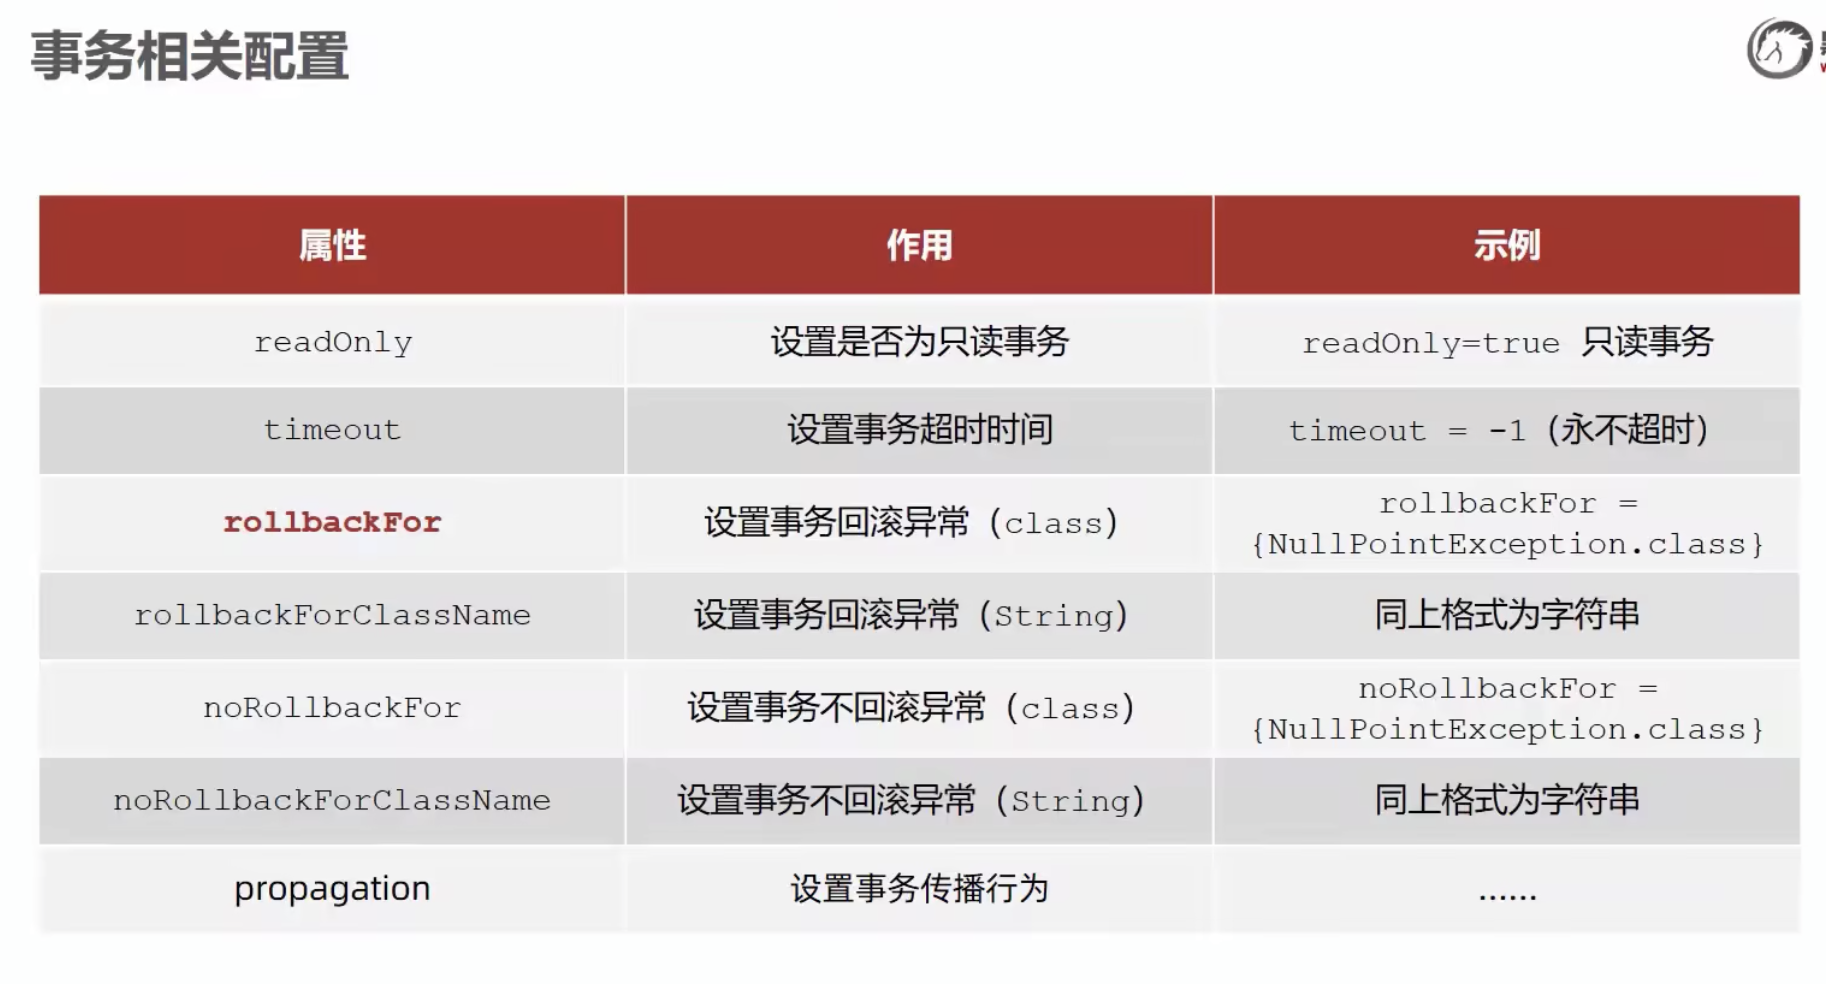 事务相关配置
属性 作用 示例
readOnly 设置是否为只读事务 readOnly=true 只读事务
timeout 设置事务超时时间 timeout = -1（永不超时）
rollbackFor 设置事务回滚异常（class） rollbackFor =
{NullPointException.class}
rollbackForClassName 设置事务回滚异常（String） 同上格式为字符串
noRollbackFor 设置事务不回滚异常（class） noRollbackFor =
{NullPointException.class}
noRollbackForClassName 设置事务不回滚异常（String） 同上格式为字符串
propagation 设置事务传播行为 ......